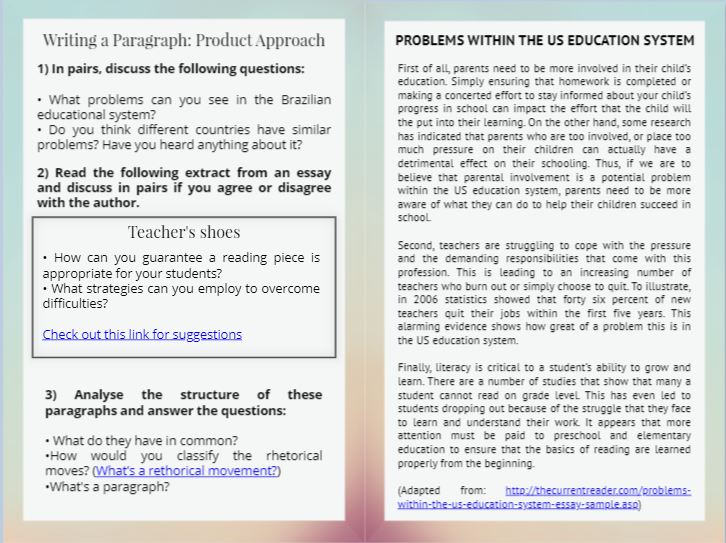 Writing a Paragraph: Product Approach
1) In pairs, discuss the following questions:
• What problems can you see in the Brazilian
educational system?
• Do you think different countries have similar
problems? Have you heard anything about it?
2) Read the following extract from an essay
and discuss in pairs if you agree or disagree
with the author.
Teacher's shoes
• How can you guarantee a reading piece is
appropriate for your students?
• What strategies can you employ to overcome
difficulties?
Check out this link for suggestions
3) Analyse the structure of these
paragraphs and answer the questions:
• What do they have in common?
•How would you classify the rhetorical
moves? (What's a rethorical movement?)
•What's a paragraph?
PROBLEMS WITHIN THE US EDUCATION SYSTEM
First of all, parents need to be more involved in their child's
education. Simply ensuring that homework is completed or
making a concerted effort to stay informed about your child's
progress in school can impact the effort that the child will
the put into their learning. On the other hand, some research
has indicated that parents who are too involved, or place too
much pressure on their children can actually have a
detrimental effect on their schooling. Thus, if we are to
believe that parental involvement is a potential problem
within the US education system, parents need to be more
aware of what they can do to help their children succeed in
school.
Second, teachers are struggling to cope with the pressure
and the demanding responsibilities that come with this
profession. This is leading to an increasing number of
teachers who burn out or simply choose to quit. To illustrate,
in 2006 statistics showed that forty six percent of new
teachers quit their jobs within the first five years. This
alarming evidence shows how great of a problem this is in
the US education system.
Finally, literacy is critical to a student's ability to grow and
learn. There are a number of studies that show that many a
student cannot read on grade level. This has even led to
students dropping out because of the struggle that they face
to learn and understand their work. It appears that more
attention must be paid to preschool and elementary
education to ensure that the basics of reading are learned
properly from the beginning.
(Adapted from: http://thecurrentreader.com/problems-
within-the-us-education-system-essay-sample.asp)